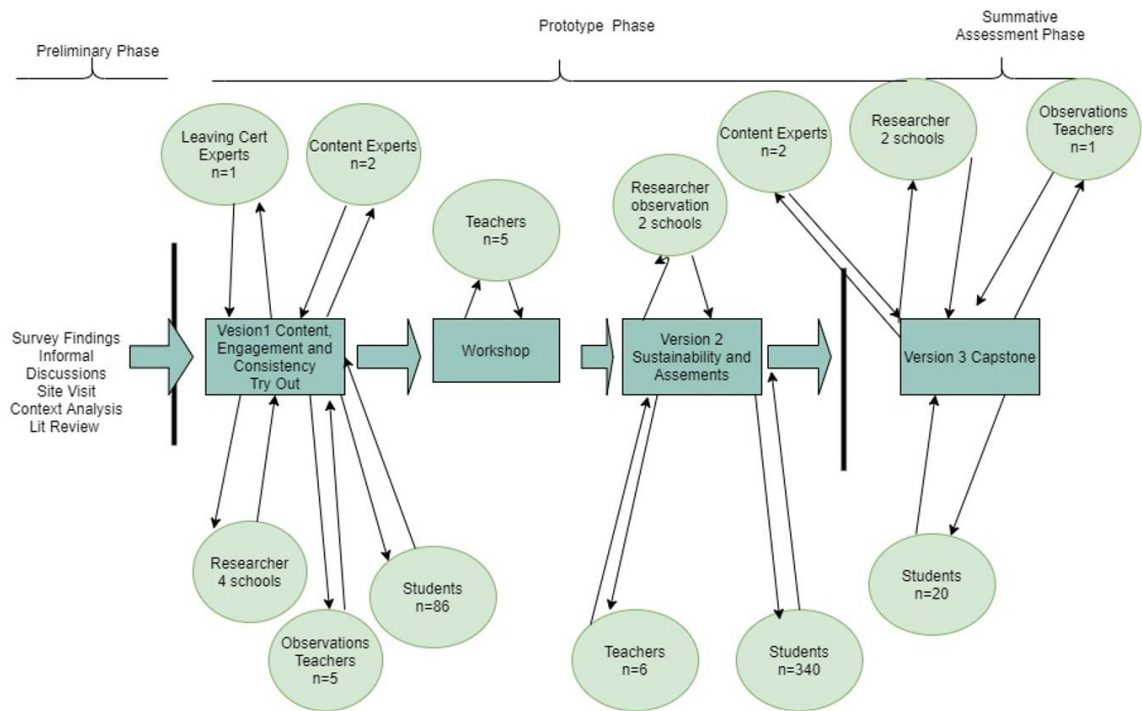 Preliminary Phase
Prototype Phase
Summative
Assessment Phase
Leaving Cert
Experts
n=1
Content Experts
n=2
Teachers
n=5
Researcher
observation
2 schools
Content Experts
n=2
Researcher
2 schools
Observations
Teachers
n=1
Survey Findings
Informal
Discussions
Site Visit
Context Analysis
Lit Review
Vesion1 Content,
Engagement and
Consistency
Try Out
Workshop
Version 2
Sustainability and
Assements
Version 3 Capstone
Researcher
4 schools
Observations
Teachers
n=5
Students
n=86
Teachers
n=6
Students
n=340
Students
n=20